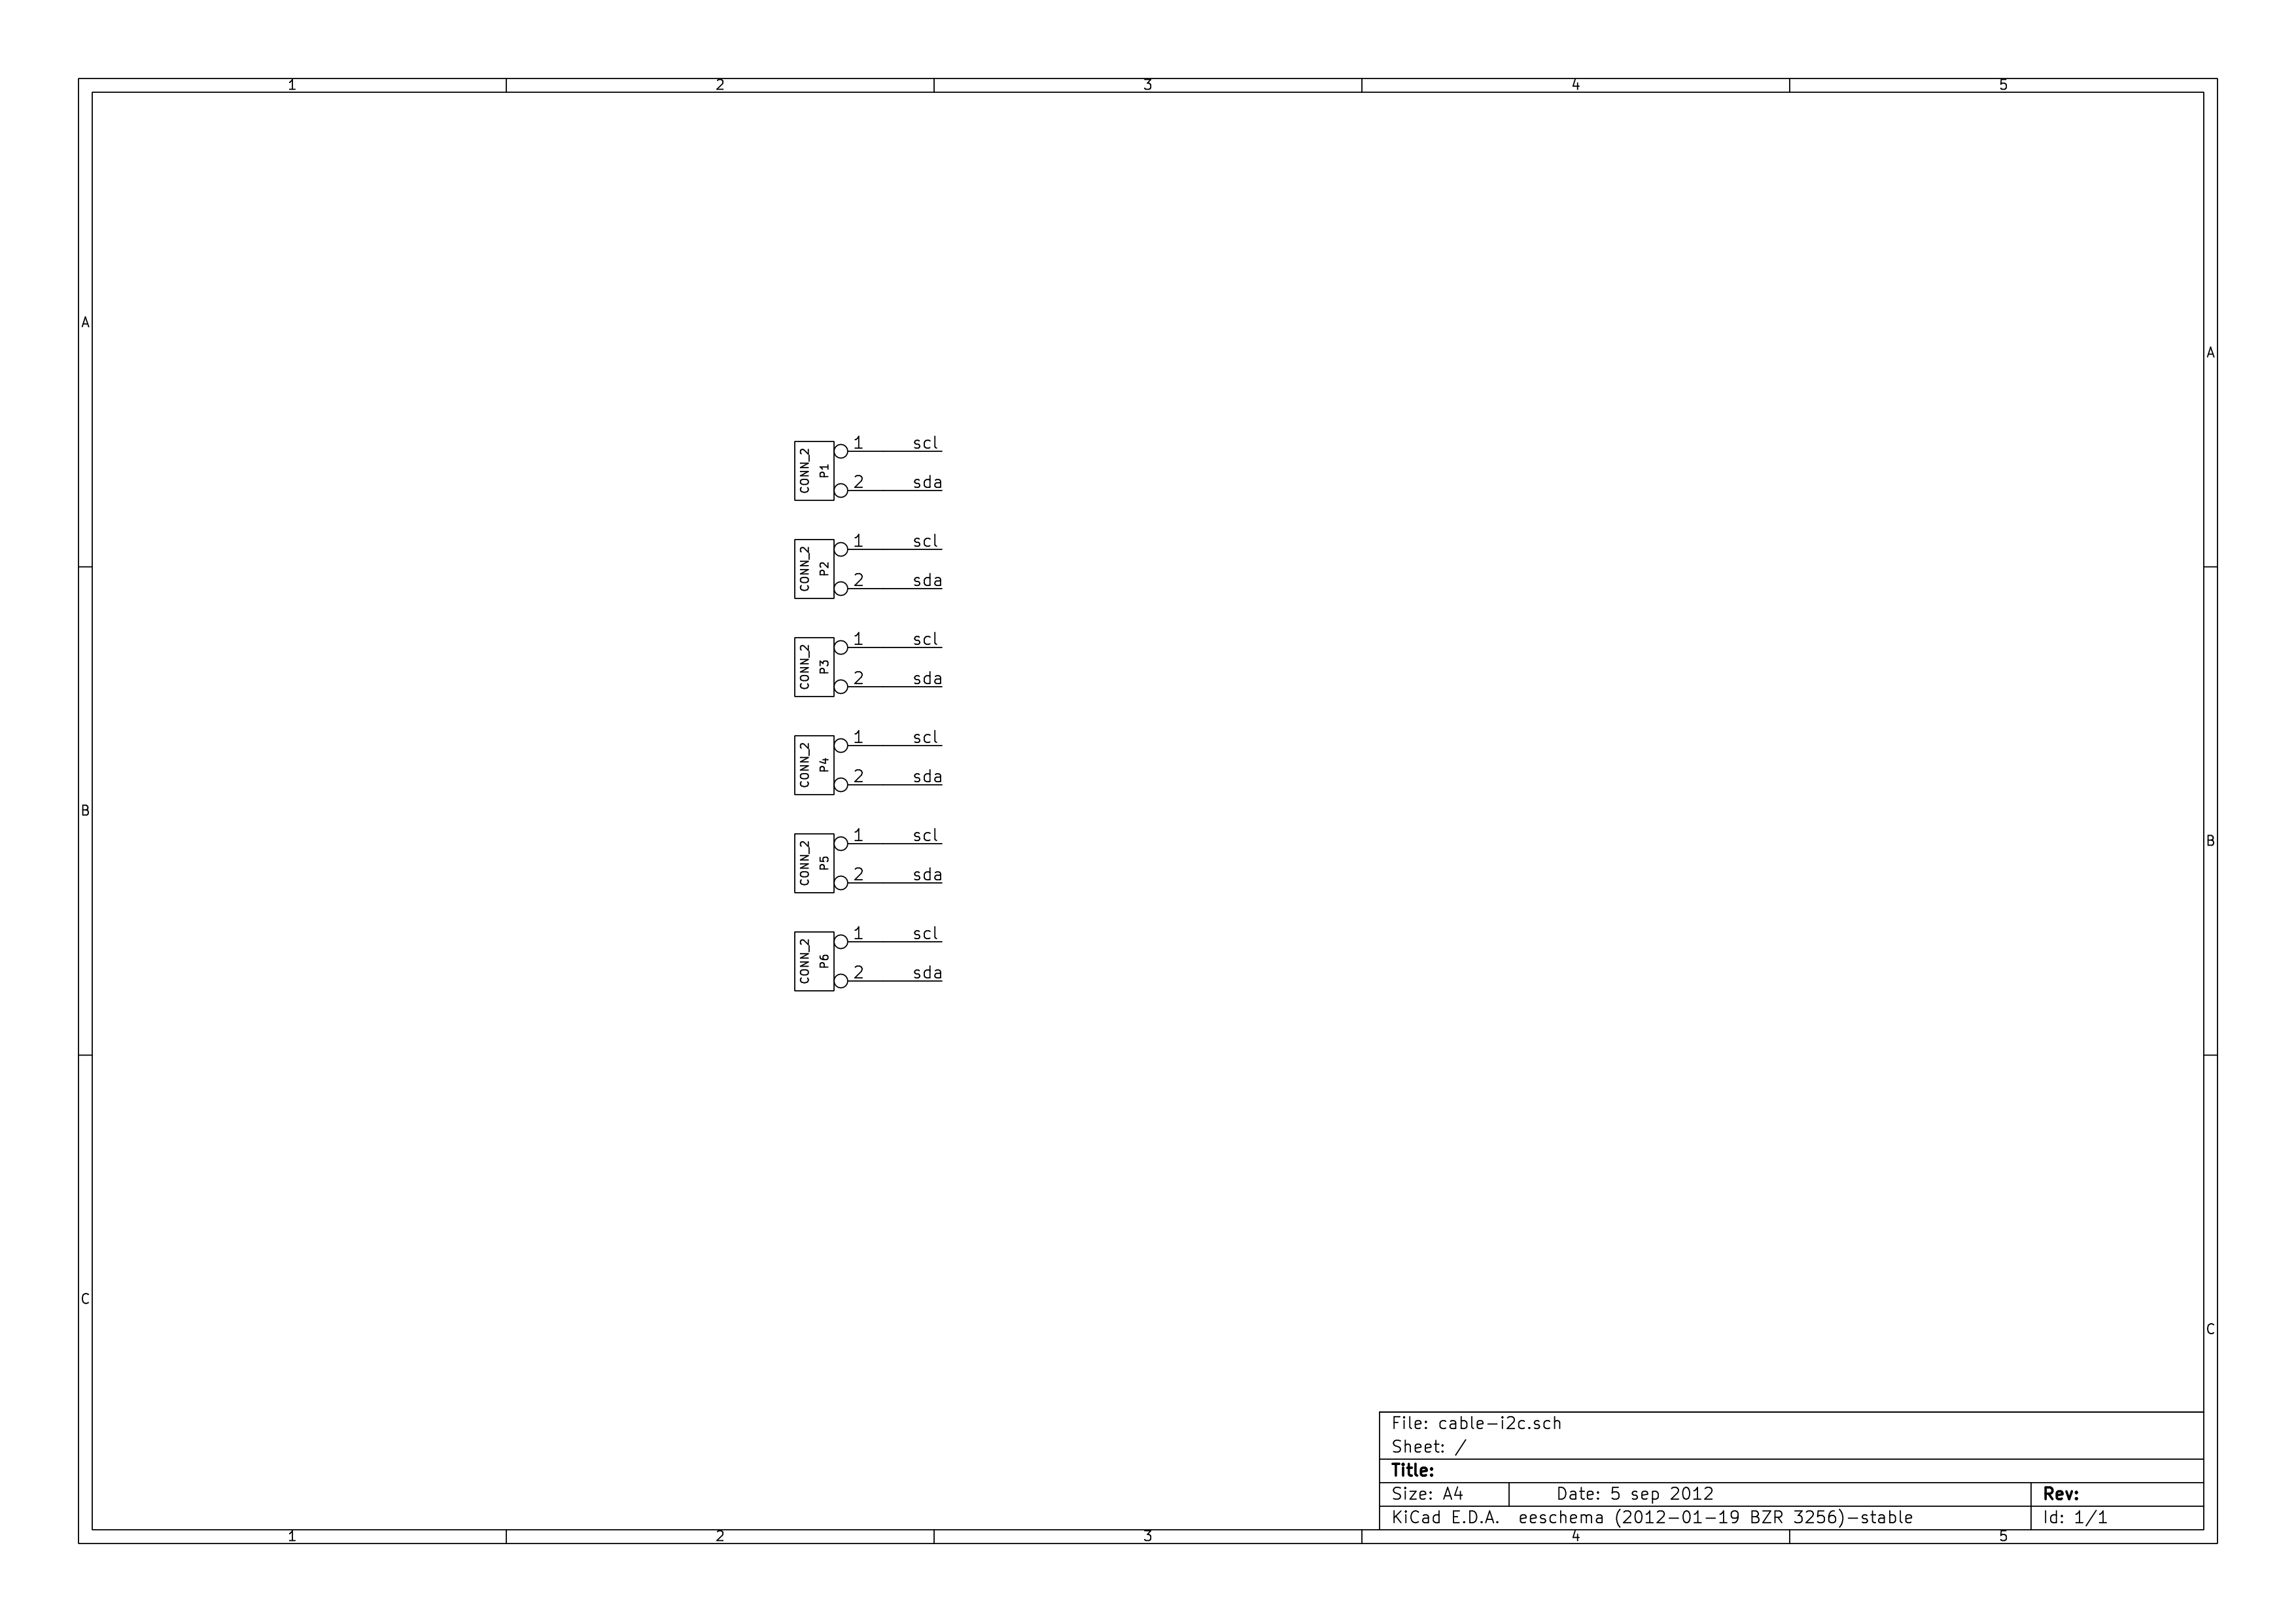 1 2 3 4 5
A
A
CONN_2
P1
1 scl
2 sda
CONN_2
P2
1 scl
2 sda
CONN_2
P3
1 scl
2 sda
CONN_2
P4
1 scl
2 sda
B
B
CONN_2
P5
1 scl
2 sda
CONN_2
P6
1 scl
2 sda
C
C
File: cable-i2c.sch
Sheet: /
Title:
Size: A4 Date: 5 sep 2012 Rev:
KiCad E.D.A. eeschema (2012-01-19 BZR 3256)-stable Id: 1/1
1 2 3 4 5